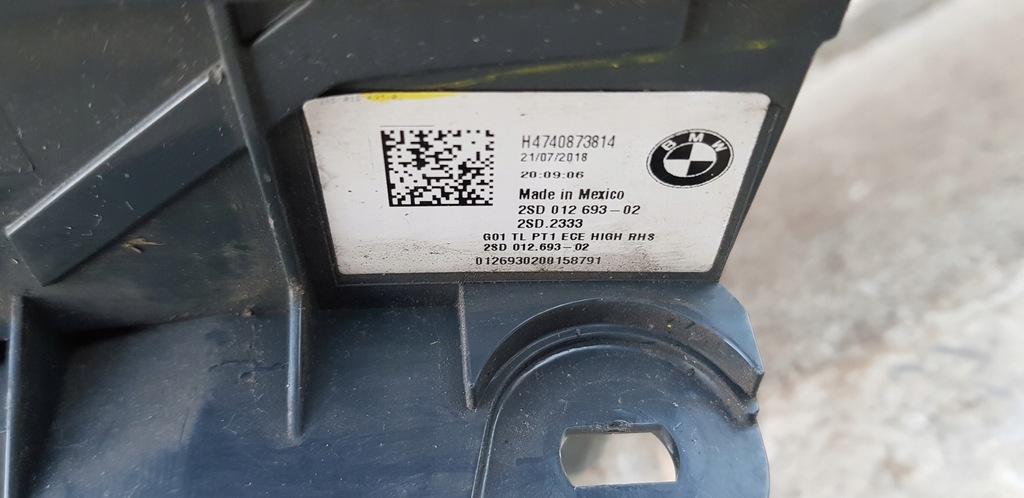 H4740873814
21/07/2018
20:09:06
BMW
Made in Mexico
2SD 012 693-02
2SD.2333
G01 TL PT1 ECE HIGH RHS
2SD 012.693-02
0126930200158791